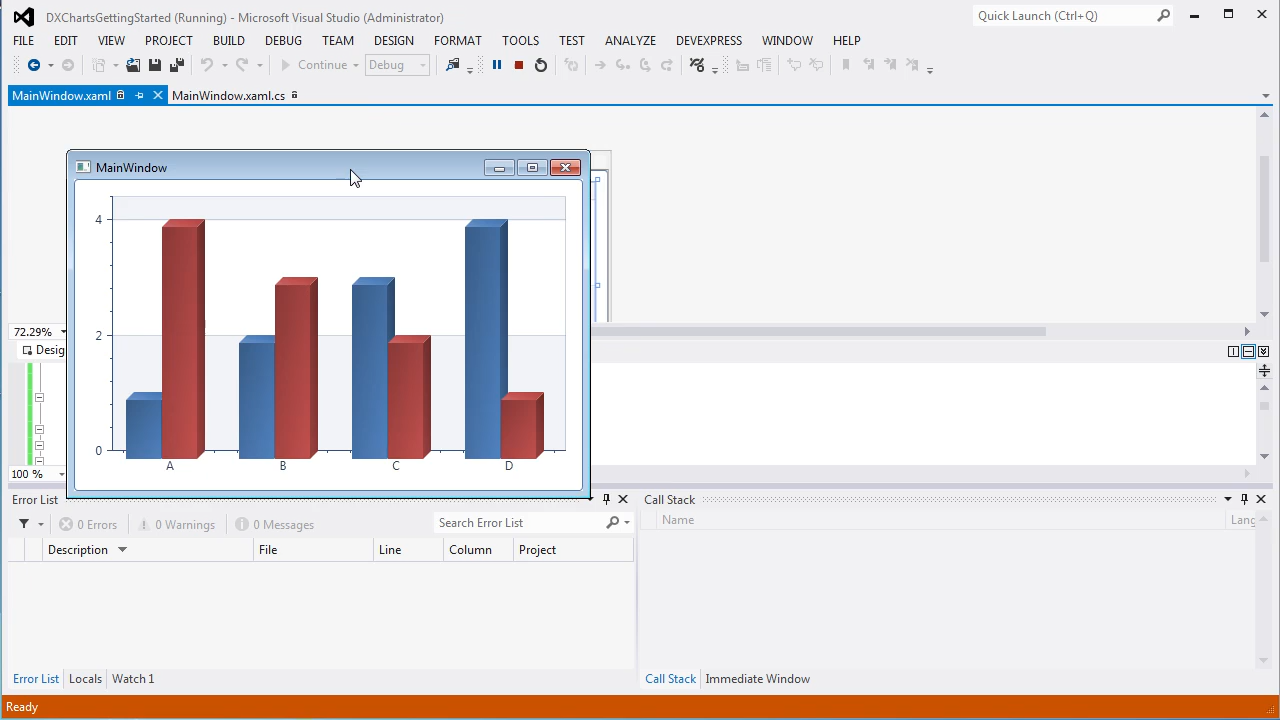 DXChartsGettingStarted (Running) - Microsoft Visual Studio (Administrator)
Quick Launch (Ctrl+Q)
FILE EDIT VIEW PROJECT BUILD DEBUG TEAM DESIGN FORMAT TOOLS TEST ANALYZE DEVEXPRESS WINDOW HELP
Continue Debug
MainWindow.xaml MainWindow.xaml.cs
MainWindow
4
2
0
A B C D
72.29%
Desig
100 %
Error List
0 Errors 0 Warnings 0 Messages Search Error List
Description File Line Column Project
Error List Locals Watch 1
Call Stack
Name Lang
Call Stack Immediate Window
Ready